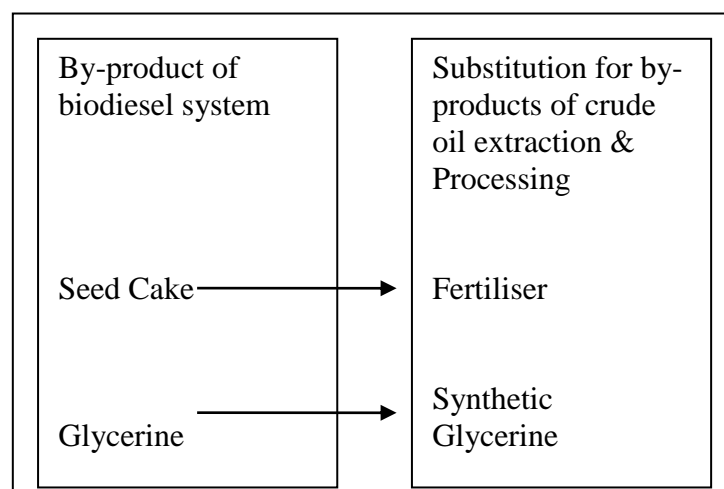 By-product of
biodiesel system
Seed Cake
Glycerine
Substitution for by-
products of crude
oil extraction &
Processing
Fertiliser
Synthetic
Glycerine